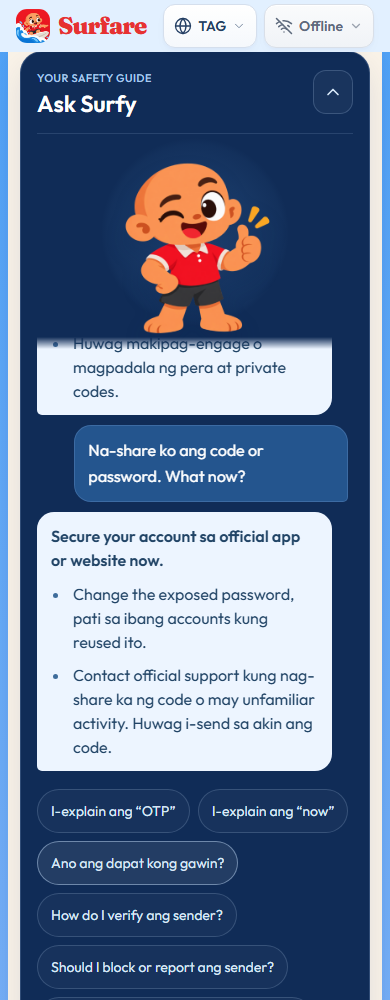 Surfare
TAG
Offline
YOUR SAFETY GUIDE
Ask Surfy
• Huwag makipag-engage o
magpadala ng pera at private
codes.
Na-share ko ang code or
password. What now?
Secure your account sa official app
or website now.
• Change the exposed password,
pati sa ibang accounts kung
reused ito.
• Contact official support kung nag-
share ka ng code o may unfamiliar
activity. Huwag i-send sa akin ang
code.
I-explain ang “OTP”
I-explain ang “now”
Ano ang dapat kong gawin?
How do I verify the sender?
Should I block or report ang sender?